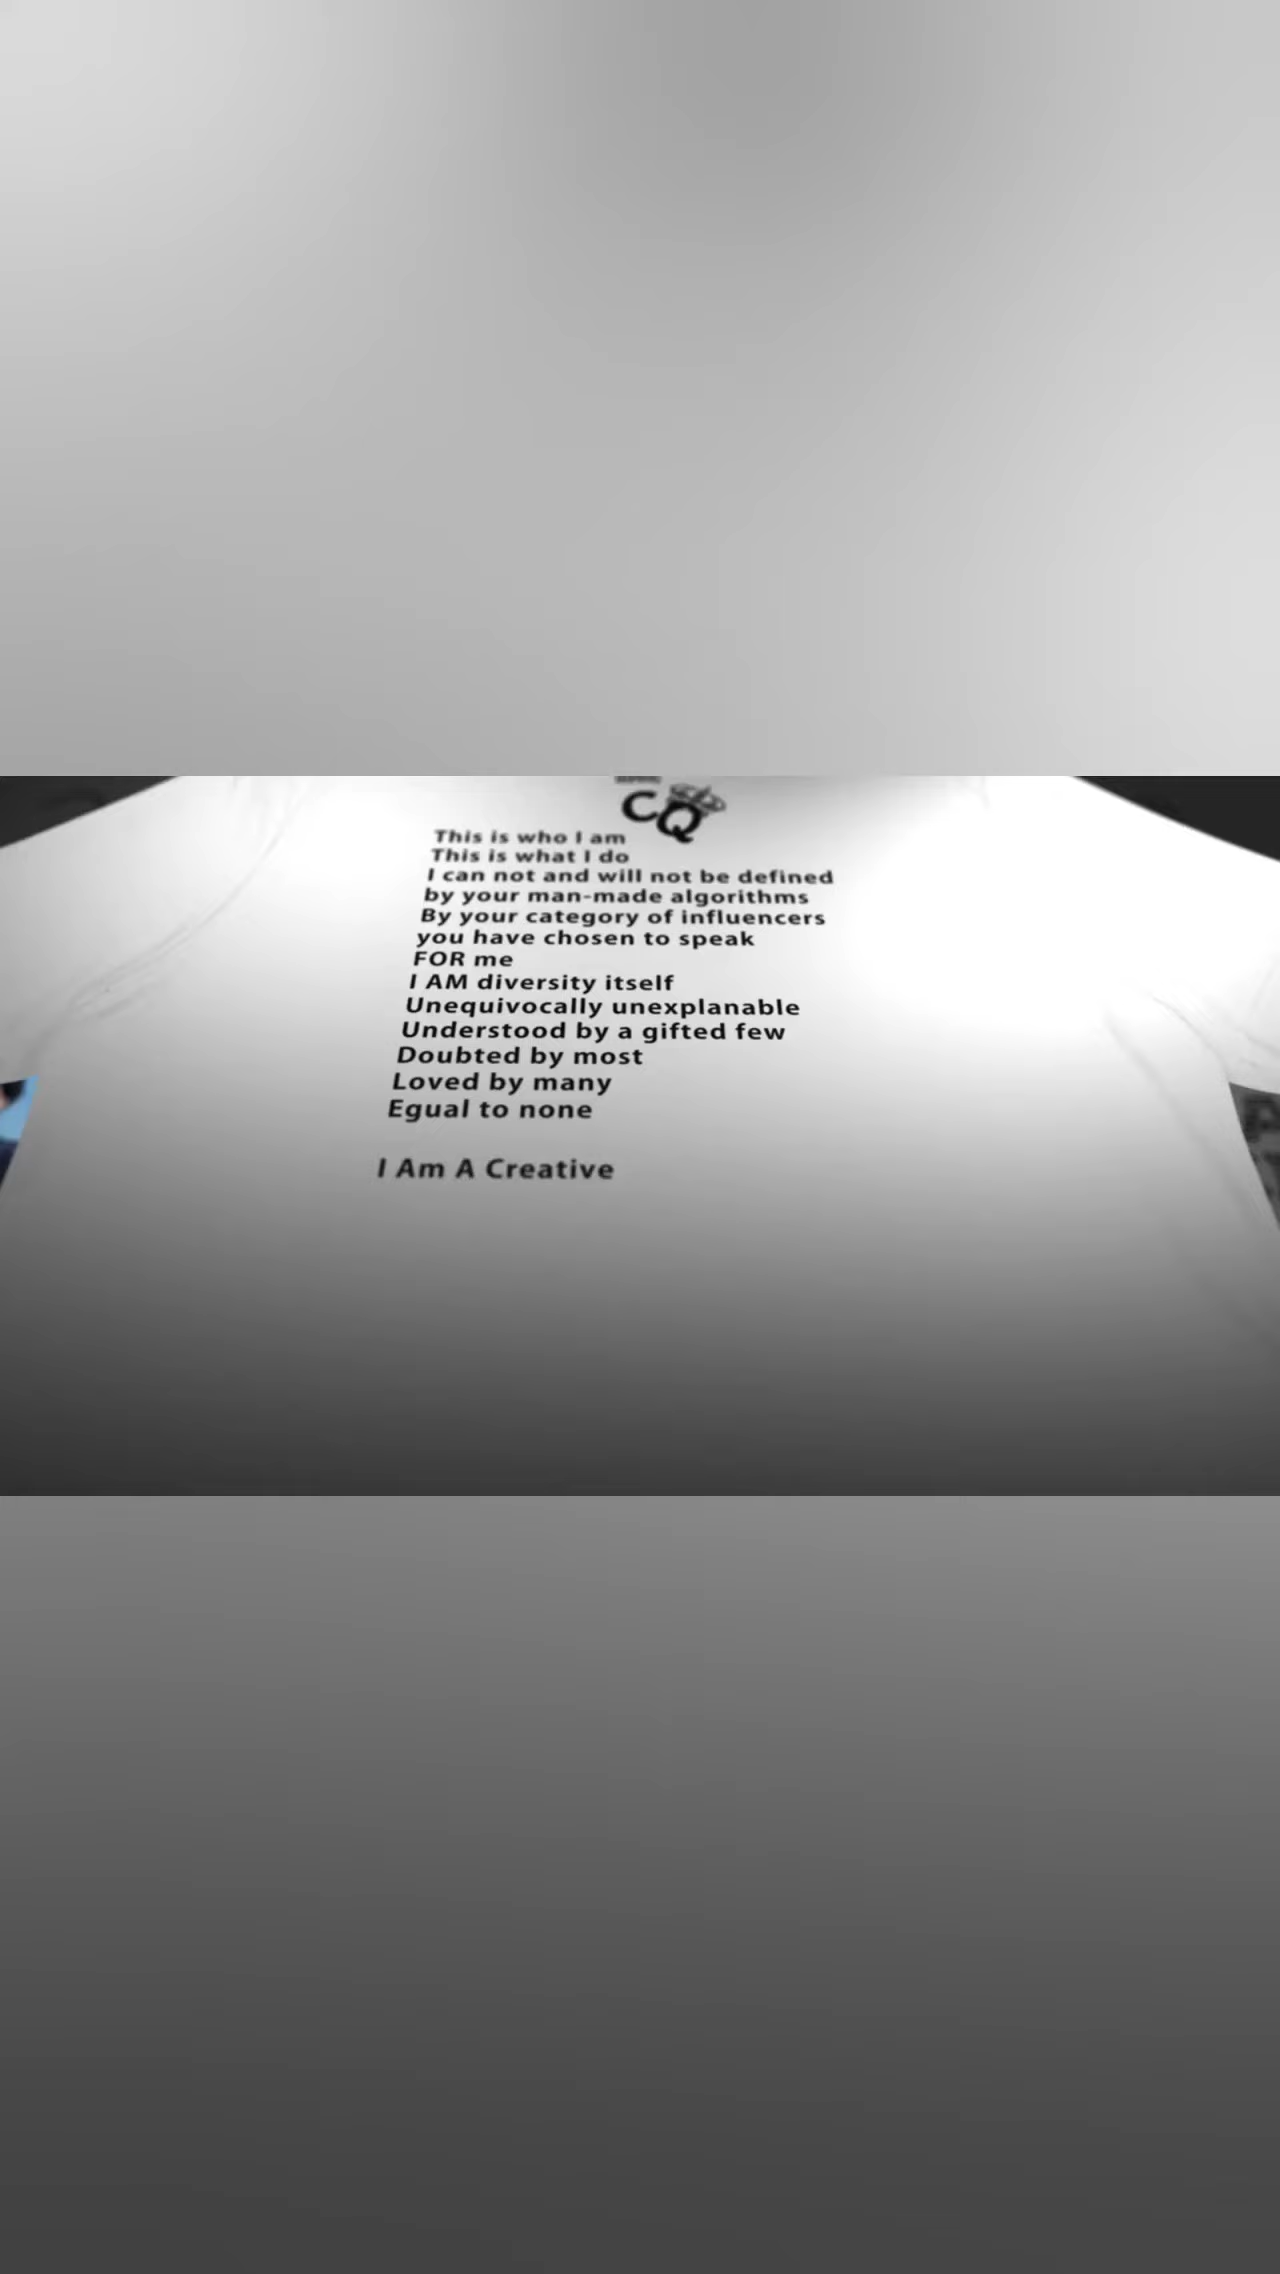 CQ
This is who I am
This is what I do
I can not and will not be defined
by your man-made algorithms
By your category of influencers
you have chosen to speak
FOR me
I AM diversity itself
Unequivocally unexplanable
Understood by a gifted few
Doubted by most
Loved by many
Egual to none
I Am A Creative